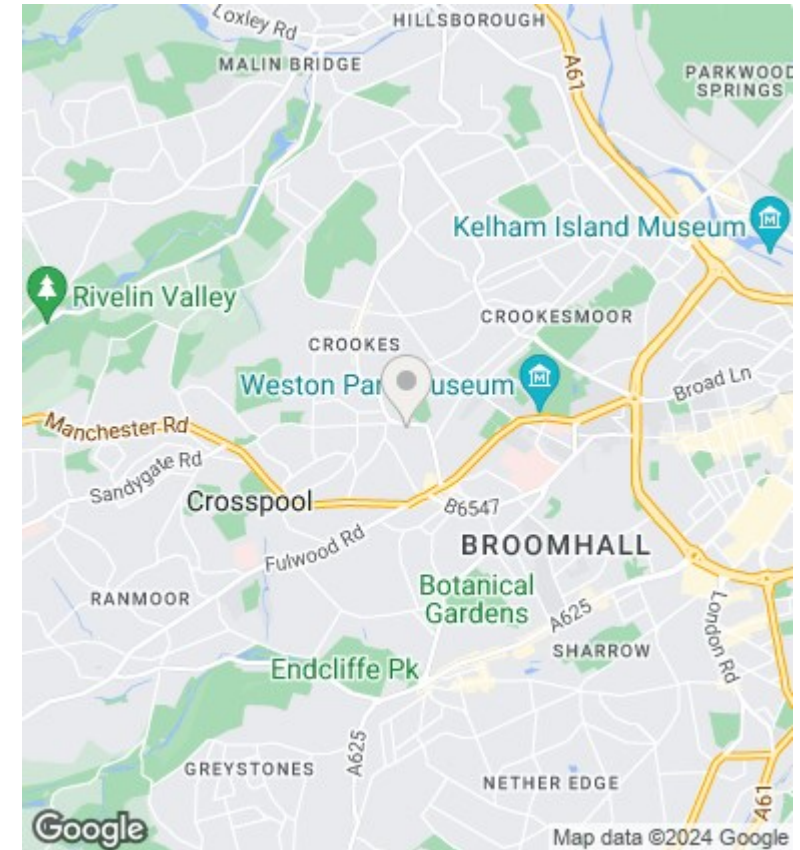 Loxley Rd
HILLSBOROUGH
MALIN BRIDGE
A61
PARKWOOD
SPRINGS
Kelham Island Museum
Rivelin Valley
CROOKESMOOR
CROOKES
Weston Par useum
Broad Ln
Manchester Rd
Sandygate Rd
Crosspool
B6547
Fulwood Rd
BROOMHALL
RANMOOR
Botanical
Gardens
A625
London Rd
SHARROW
Endcliffe Pk
A625
GREYSTONES
NETHER EDGE
A61
Google
Map data ©2024 Google